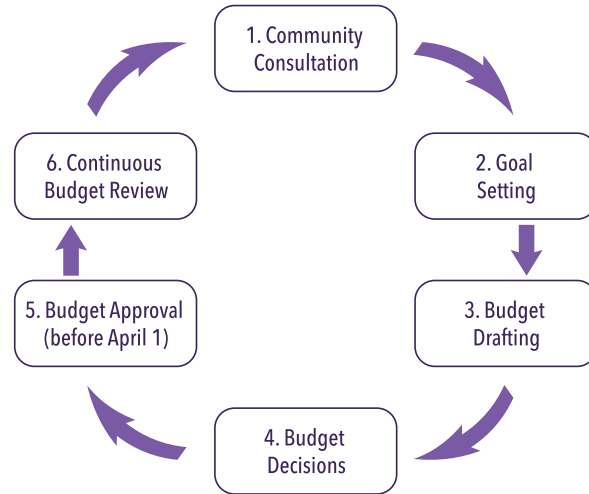 1. Community
Consultation
2. Goal
Setting
3. Budget
Drafting
4. Budget
Decisions
5. Budget Approval
(before April 1)
6. Continuous
Budget Review